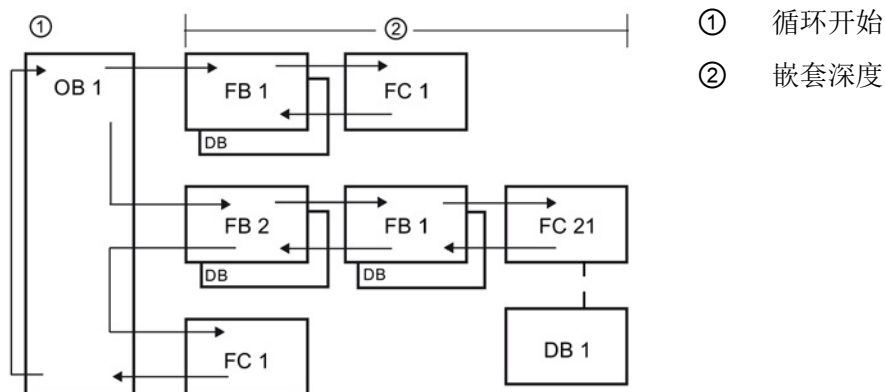 ①
②
① 循环开始
② 嵌套深度
OB 1
FB 1
FC 1
DB
FB 2
FB 1
FC 21
DB
DB
FC 1
DB 1